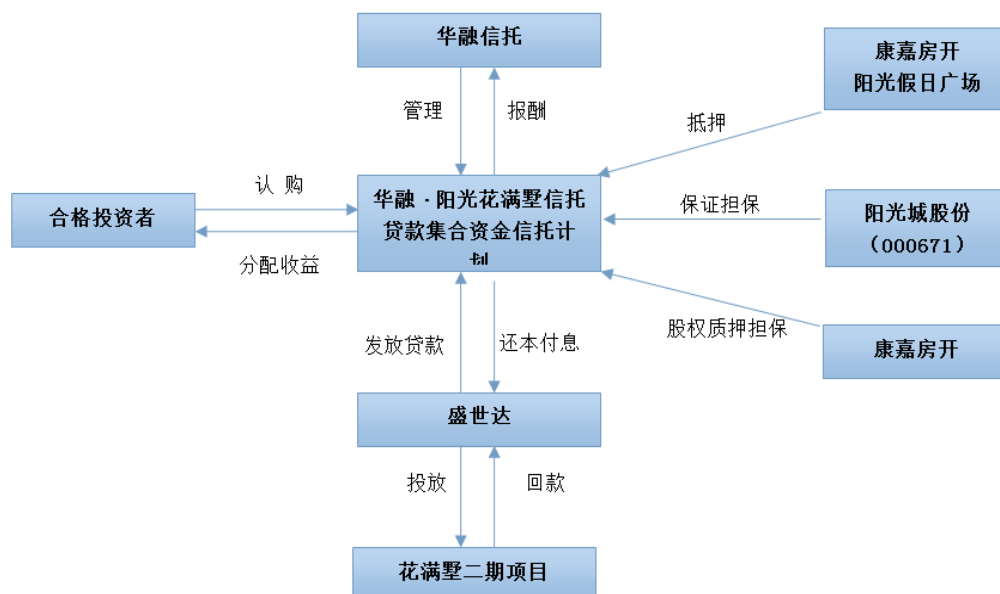 华融信托
康嘉房开
阳光假日广场
管理
报酬
抵押
认 购
合格投资者
华融·阳光花满墅信托
贷款集合资金信托计
划
保证担保
阳光城股份
（000671）
分配收益
股权质押担保
康嘉房开
发放贷款
还本付息
盛世达
投放
回款
花满墅二期项目